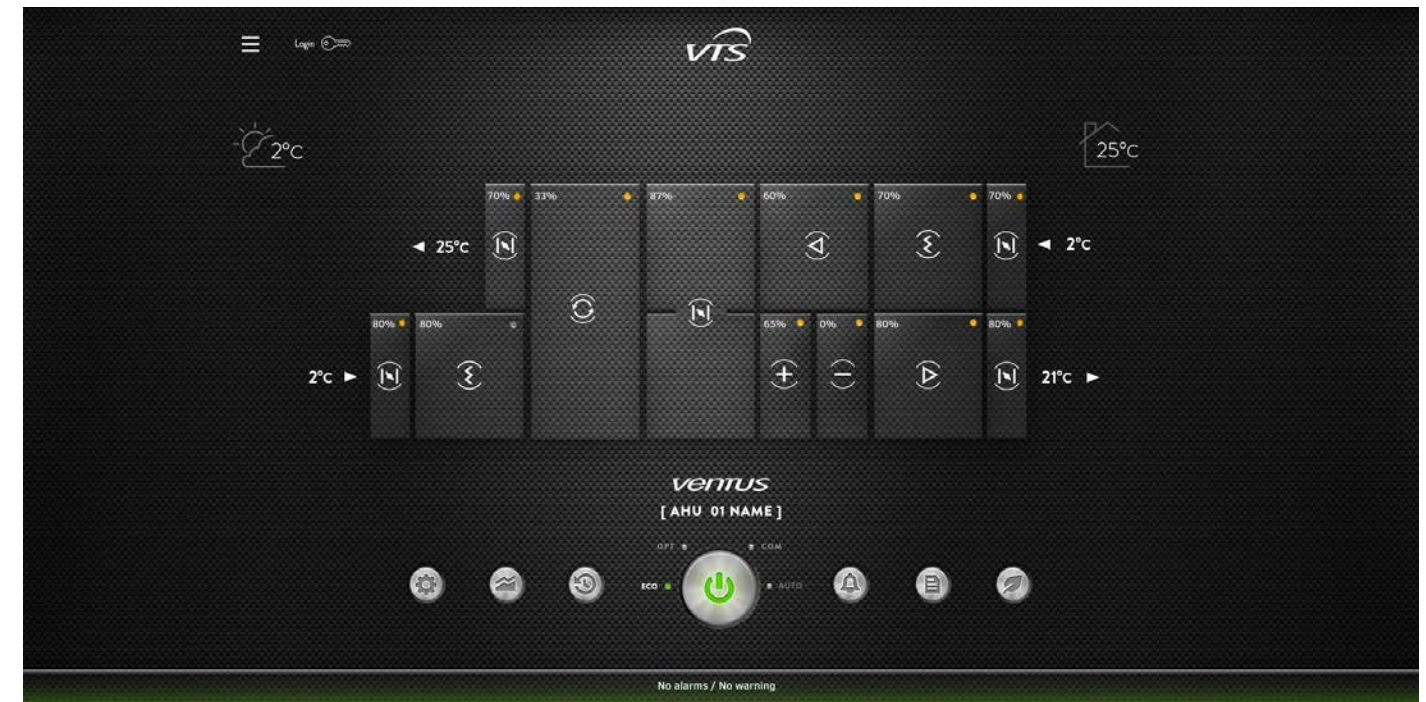 Login
VTS
2°C
25°C
70% 33% 87% 60% 70% 70%
25°C
2°C
80% 80% 65% 0% 80% 80%
2°C
21°C
VENTUS
[ AHU 01 NAME ]
OPT COM
ECO AUTO
No alarms / No warning